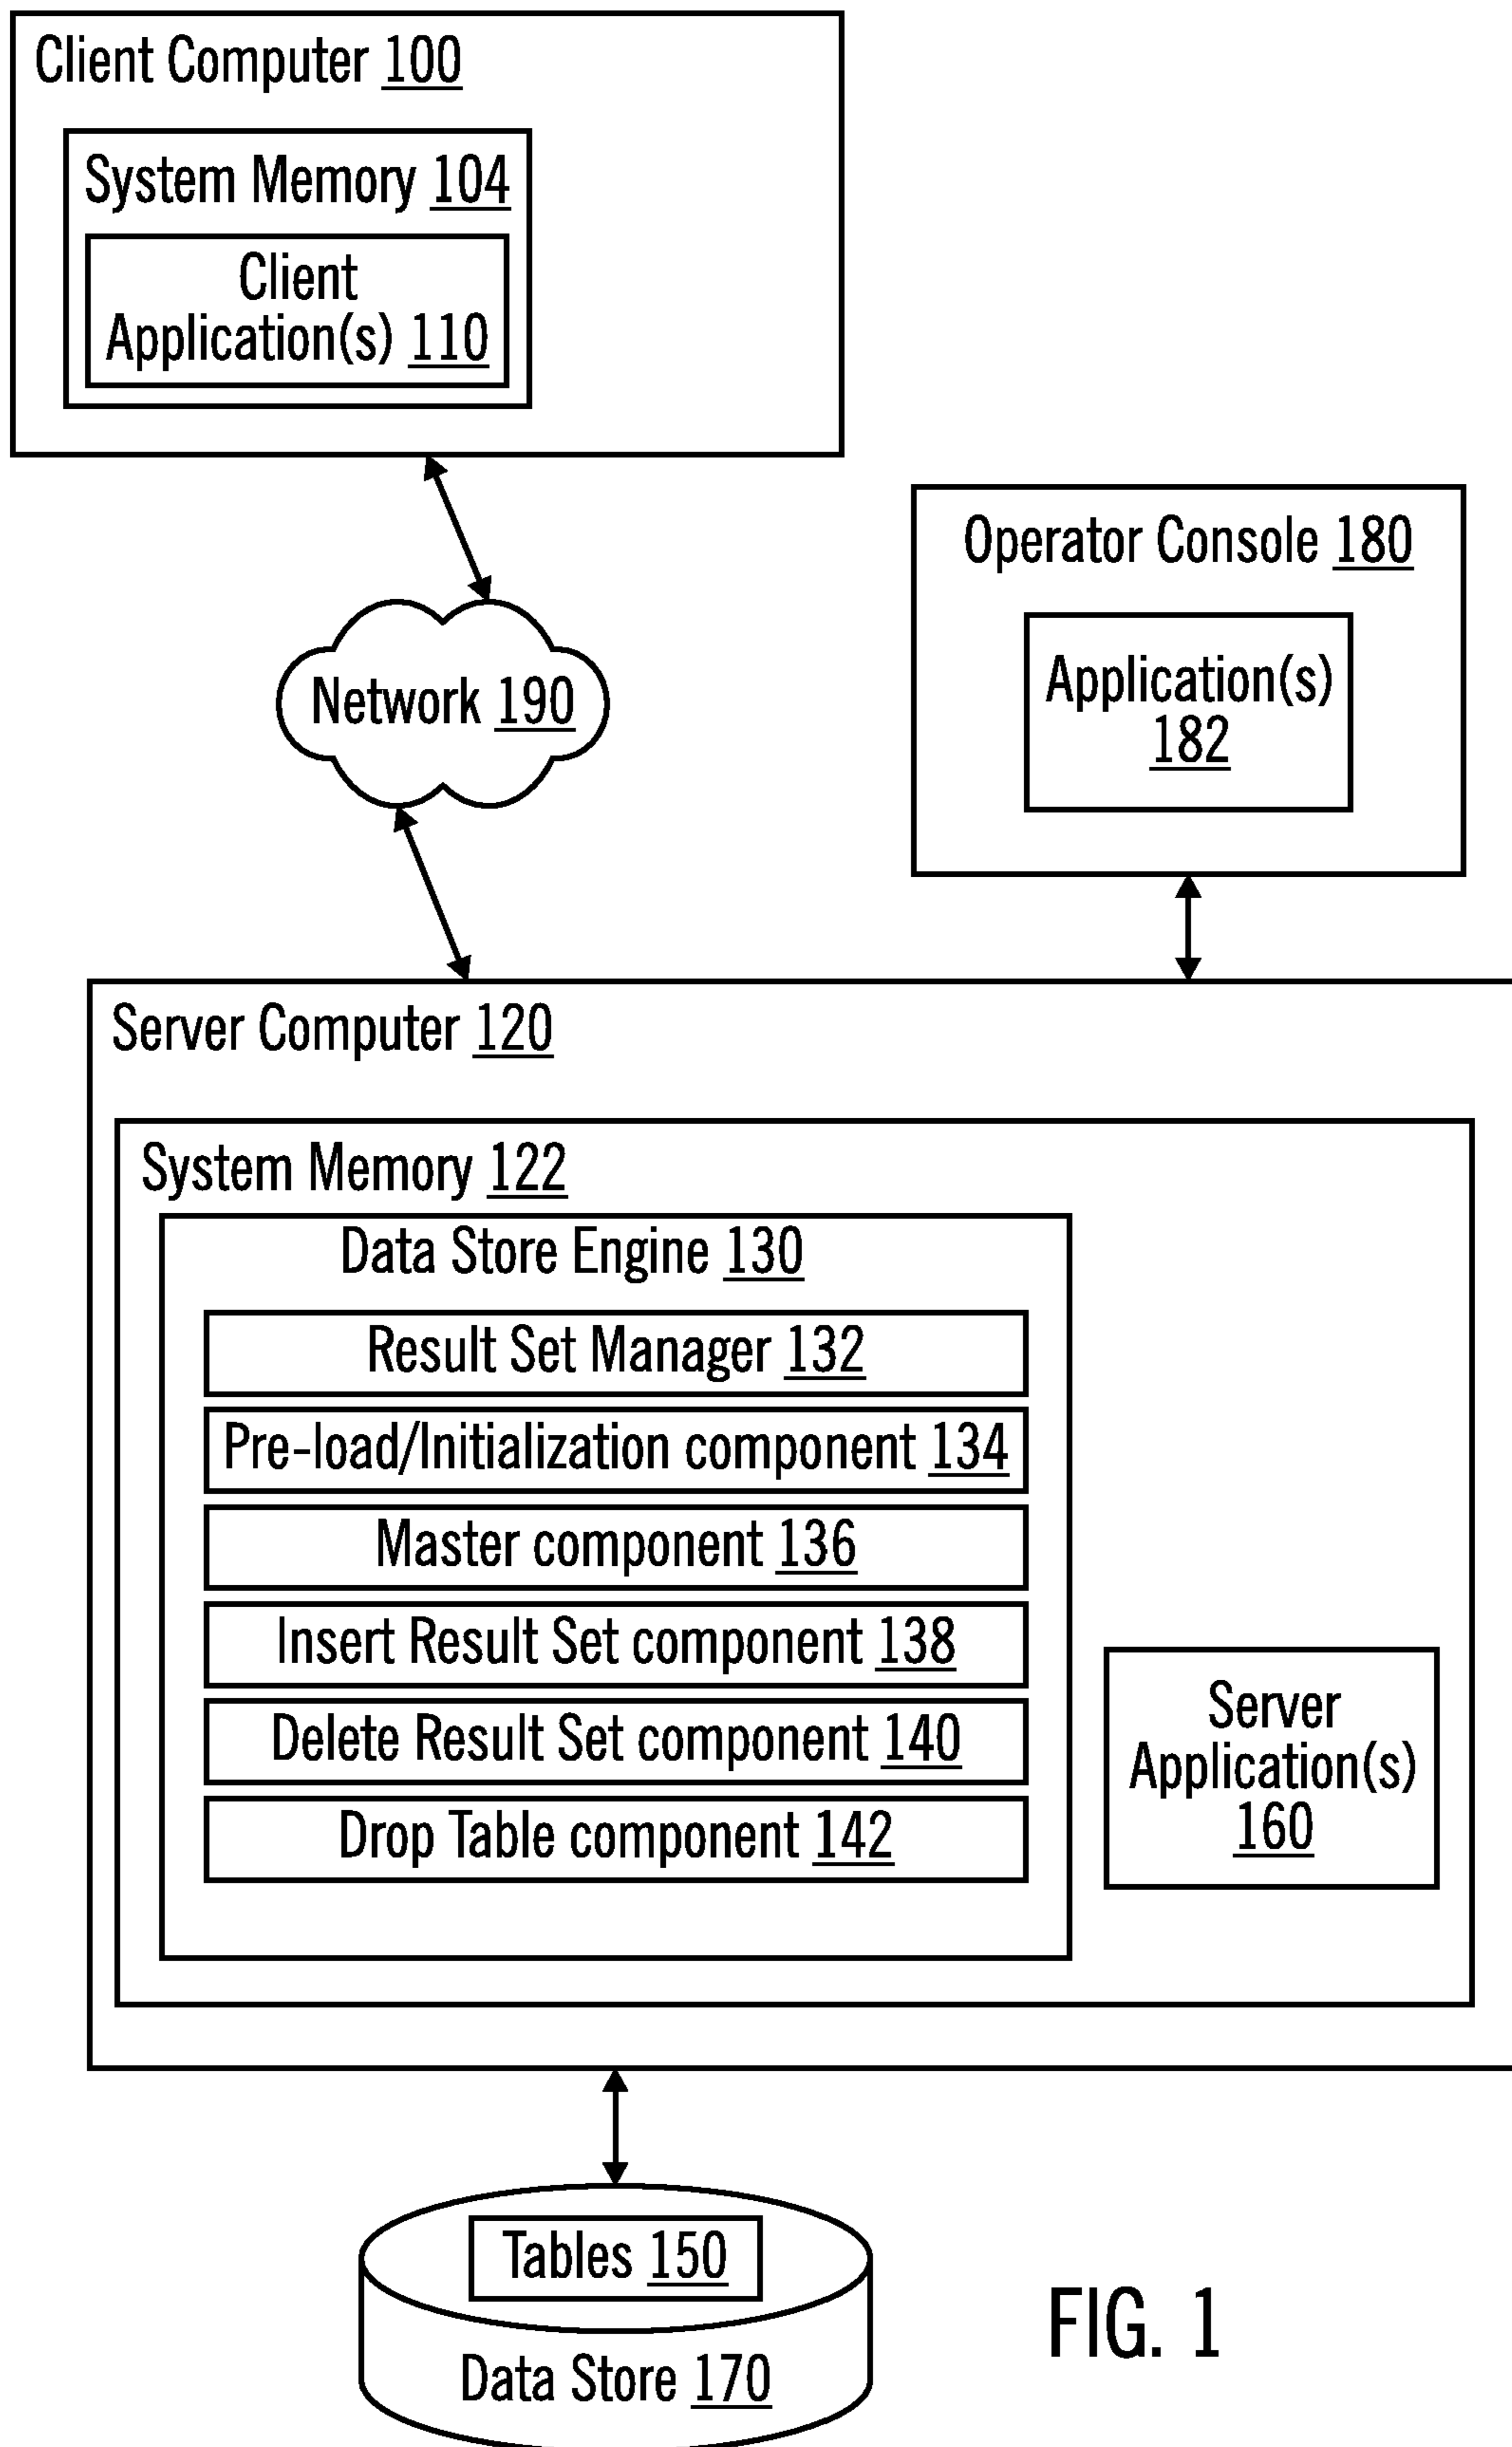 Client Computer 100
System Memory 104
Client
Application(s) 110
Operator Console 180
Application(s)
182
Network 190
Server Computer 120
System Memory 122
Data Store Engine 130
Result Set Manager 132
Pre-load/Initialization component 134
Master component 136
Insert Result Set component 138
Delete Result Set component 140
Drop Table component 142
Server
Application(s)
160
Tables 150
Data Store 170
FIG. 1